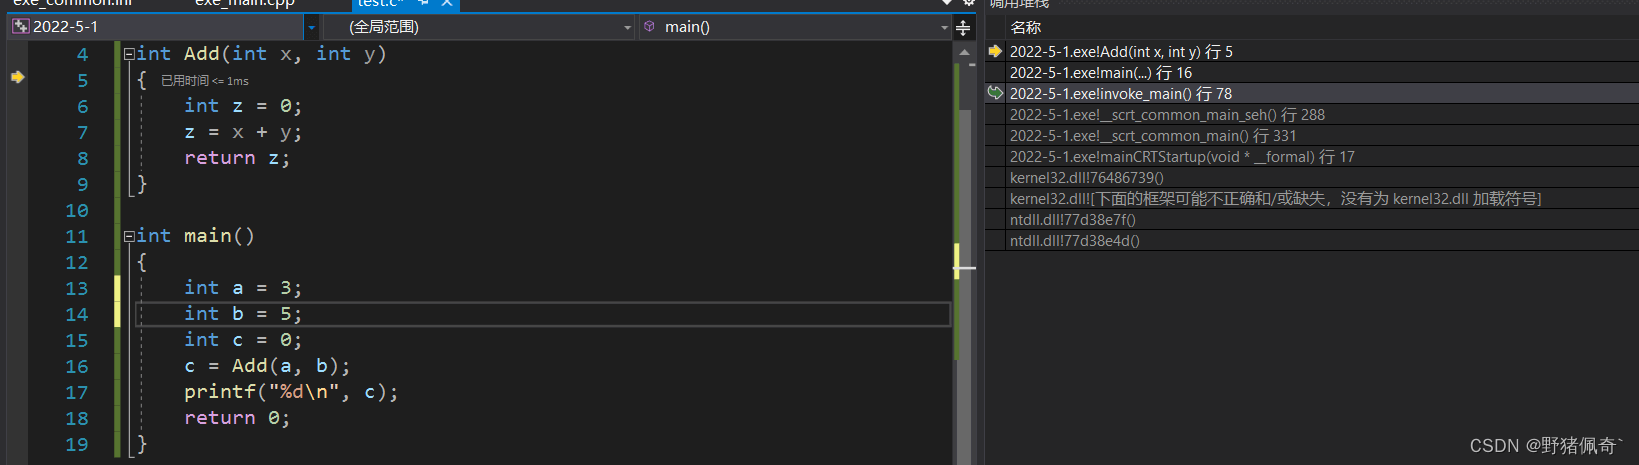 exe_common.inl exe_main.cpp test.c*
2022-5-1 (全局范围) main()
4 int Add(int x, int y)
5 { 已用时间 <= 1ms
6 int z = 0;
7 z = x + y;
8 return z;
9 }
10
11 int main()
12 {
13 int a = 3;
14 int b = 5;
15 int c = 0;
16 c = Add(a, b);
17 printf("%d\n", c);
18 return 0;
19 }
调用堆栈
名称
2022-5-1.exe!Add(int x, int y) 行 5
2022-5-1.exe!main(...) 行 16
2022-5-1.exe!invoke_main() 行 78
2022-5-1.exe!__scrt_common_main_seh() 行 288
2022-5-1.exe!__scrt_common_main() 行 331
2022-5-1.exe!mainCRTStartup(void * __formal) 行 17
kernel32.dll!76486739()
kernel32.dll![下面的框架可能不正确和/或缺失，没有为 kernel32.dll 加载符号]
ntdll.dll!77d38e7f()
ntdll.dll!77d38e4d()
CSDN @野猪佩奇`